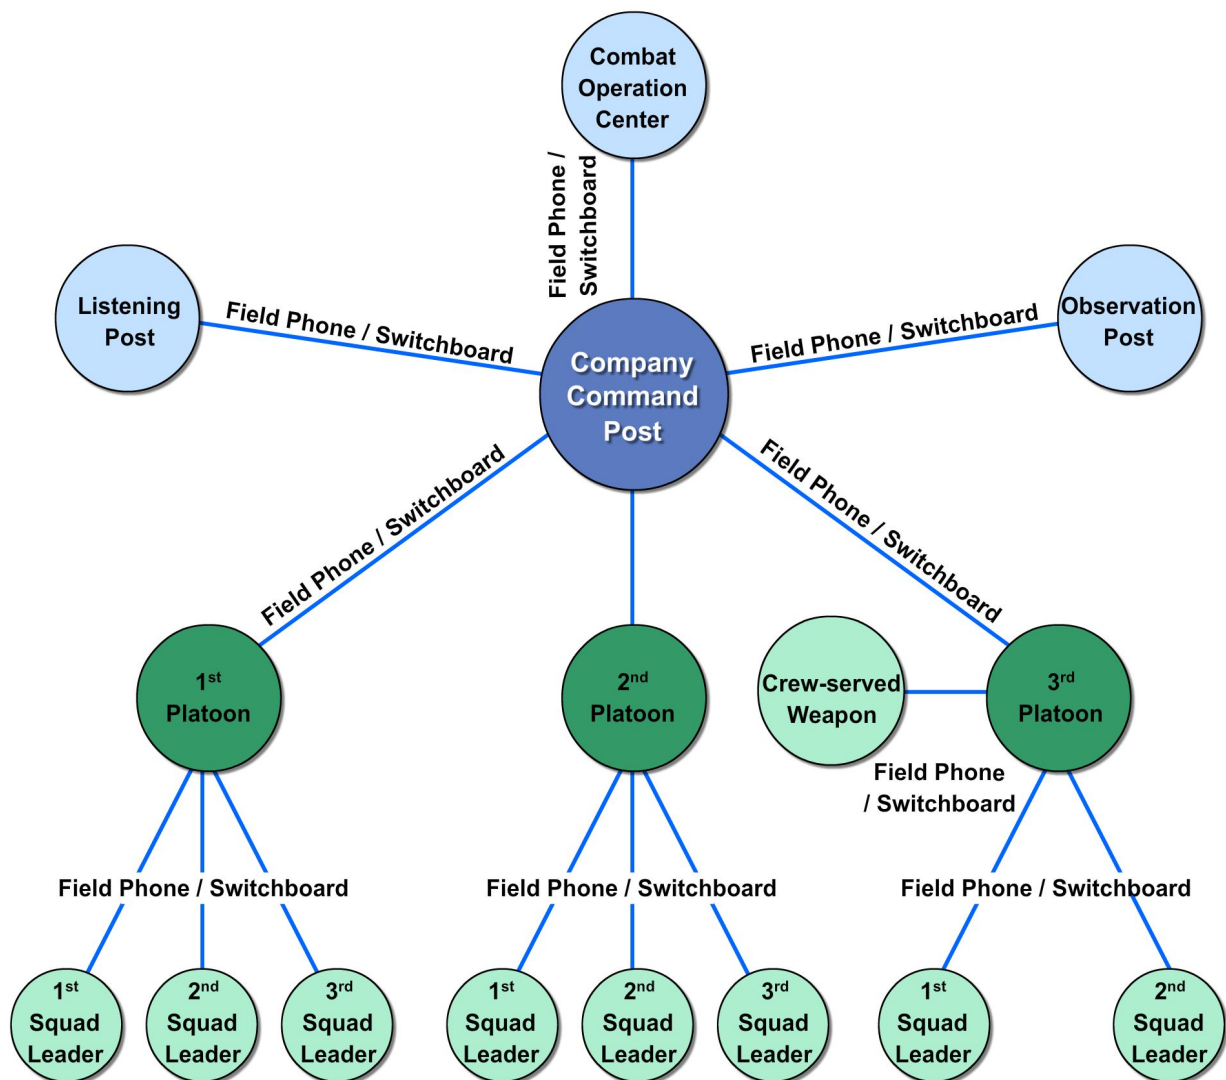 Combat
Operation
Center
Field Phone /
Switchboard
Listening
Post
Field Phone / Switchboard
Observation
Post
Field Phone / Switchboard
Company
Command
Post
Field Phone / Switchboard
Field Phone / Switchboard
1st
Platoon
2nd
Platoon
Crew-served
Weapon
3rd
Platoon
Field Phone
/ Switchboard
Field Phone / Switchboard
Field Phone / Switchboard
Field Phone / Switchboard
1st
Squad
Leader
2nd
Squad
Leader
3rd
Squad
Leader
1st
Squad
Leader
2nd
Squad
Leader
3rd
Squad
Leader
1st
Squad
Leader
2nd
Squad
Leader